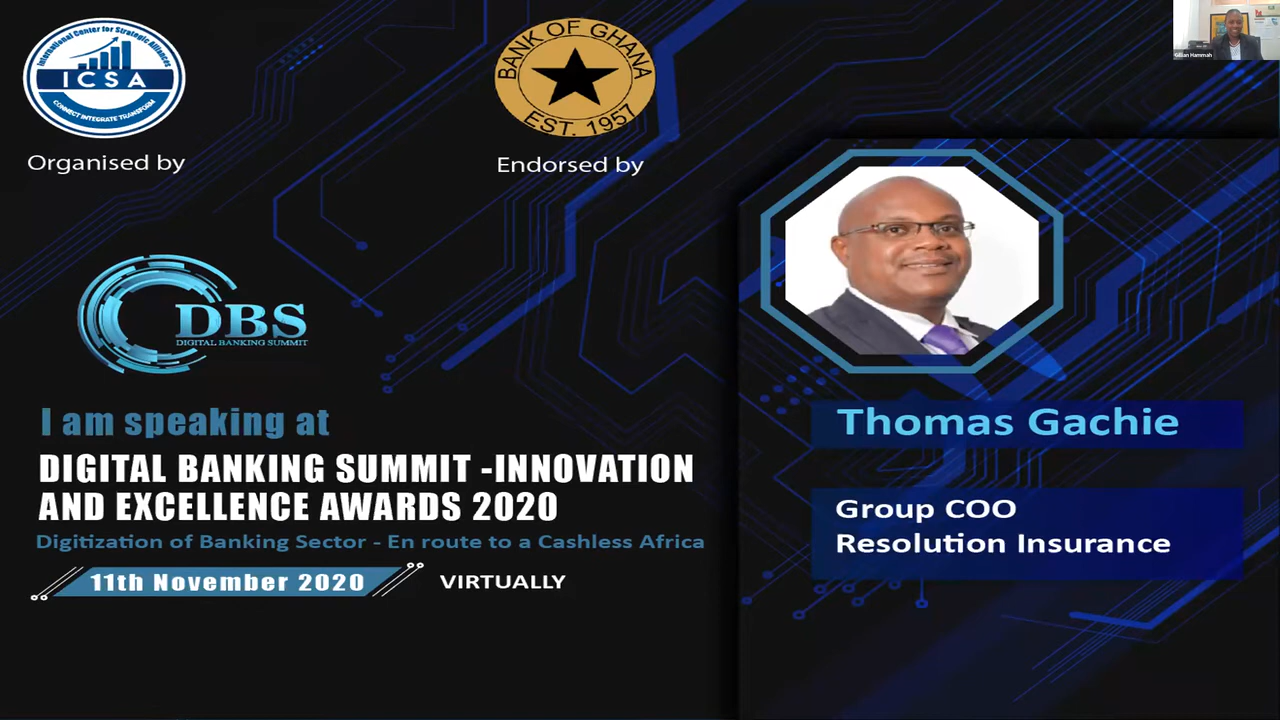 International Center for Strategic Alliances
ICSA
CONNECT INTEGRATE TRANSFORM
Organised by
BANK OF GHANA
EST. 1957
Endorsed by
Gillian Hammah
DBS
DIGITAL BANKING SUMMIT
I am speaking at
DIGITAL BANKING SUMMIT -INNOVATION
AND EXCELLENCE AWARDS 2020
Digitization of Banking Sector - En route to a Cashless Africa
11th November 2020
VIRTUALLY
Thomas Gachie
Group COO
Resolution Insurance